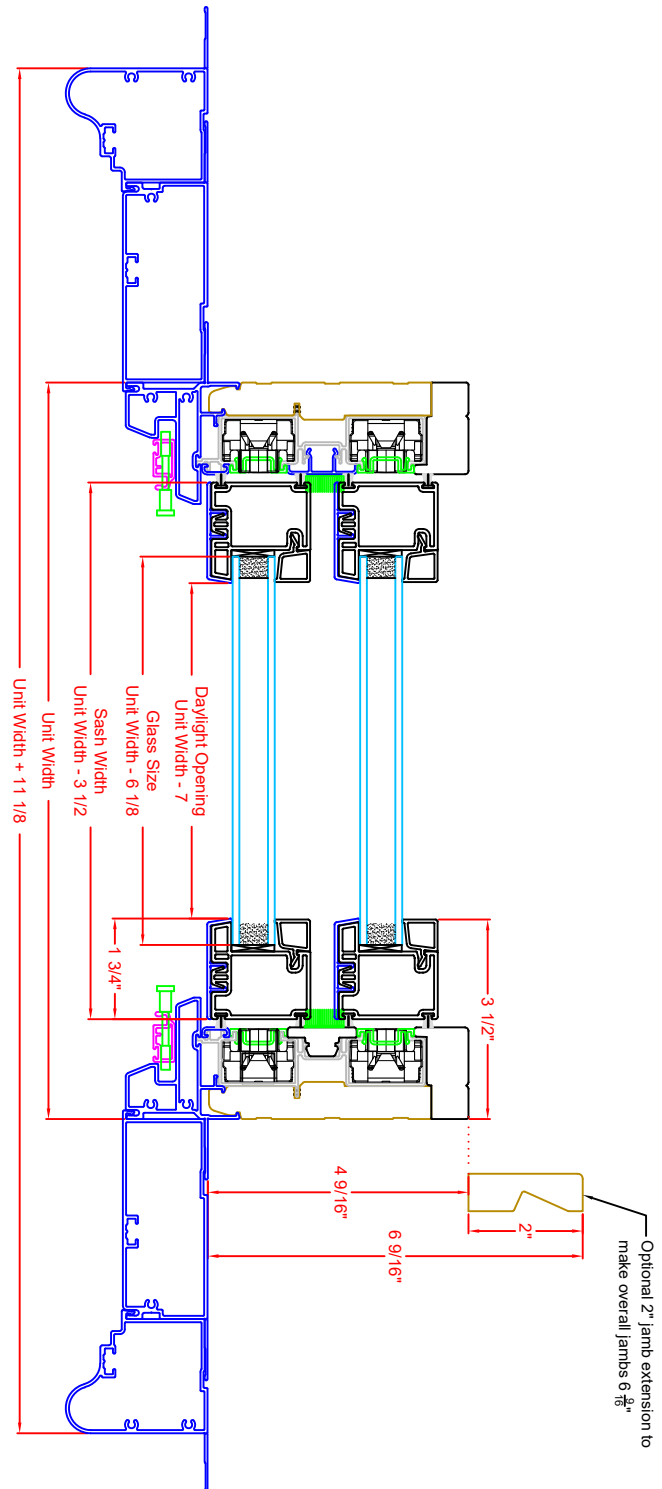 Optional 2" jamb extension to
make overall jambs 6 9/16"
3 1/2"
2"
4 9/16"
6 9/16"
1 3/4"
Daylight Opening
Unit Width - 7
Glass Size
Unit Width - 6 1/8
Sash Width
Unit Width - 3 1/2
Unit Width
Unit Width + 11 1/8